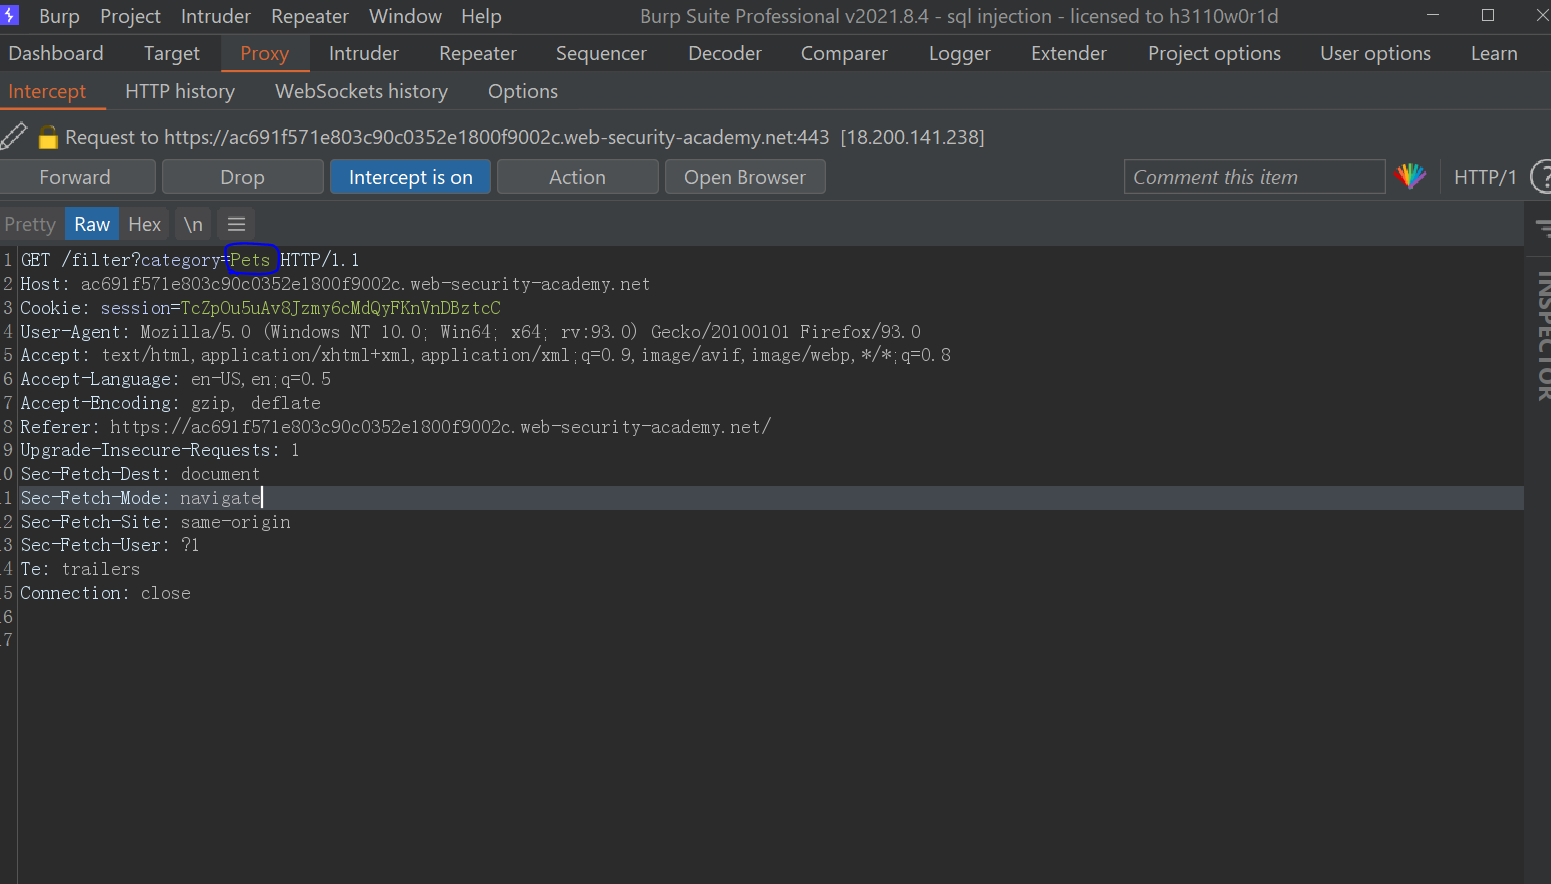 Burp Project Intruder Repeater Window Help Burp Suite Professional v2021.8.4 - sql injection - licensed to h3110w0r1d
Dashboard Target Proxy Intruder Repeater Sequencer Decoder Comparer Logger Extender Project options User options Learn
Intercept HTTP history WebSockets history Options
Request to https://ac691f571e803c90c0352e1800f9002c.web-security-academy.net:443 [18.200.141.238]
Forward Drop Intercept is on Action Open Browser Comment this item HTTP/1 ?
Pretty Raw Hex \n
1 GET /filter?category=Pets HTTP/1.1
2 Host: ac691f571e803c90c0352e1800f9002c.web-security-academy.net
3 Cookie: session=TcZpOu5uAv8Jzmy6cMdQyFKnVnDBztcC
4 User-Agent: Mozilla/5.0 (Windows NT 10.0; Win64; x64; rv:93.0) Gecko/20100101 Firefox/93.0
5 Accept: text/html,application/xhtml+xml,application/xml;q=0.9,image/avif,image/webp,*/*;q=0.8
6 Accept-Language: en-US,en;q=0.5
7 Accept-Encoding: gzip, deflate
8 Referer: https://ac691f571e803c90c0352e1800f9002c.web-security-academy.net/
9 Upgrade-Insecure-Requests: 1
0 Sec-Fetch-Dest: document
1 Sec-Fetch-Mode: navigate
2 Sec-Fetch-Site: same-origin
3 Sec-Fetch-User: ?1
4 Te: trailers
5 Connection: close
6
7
INSPECTOR